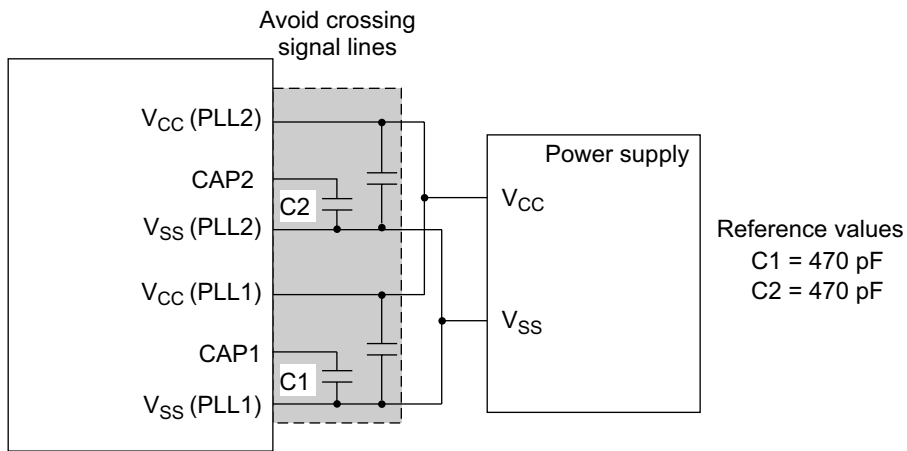 Avoid crossing
signal lines
VCC (PLL2)
CAP2
C2
VSS (PLL2)
VCC (PLL1)
CAP1
C1
VSS (PLL1)
Power supply
VCC
VSS
Reference values
C1 = 470 pF
C2 = 470 pF